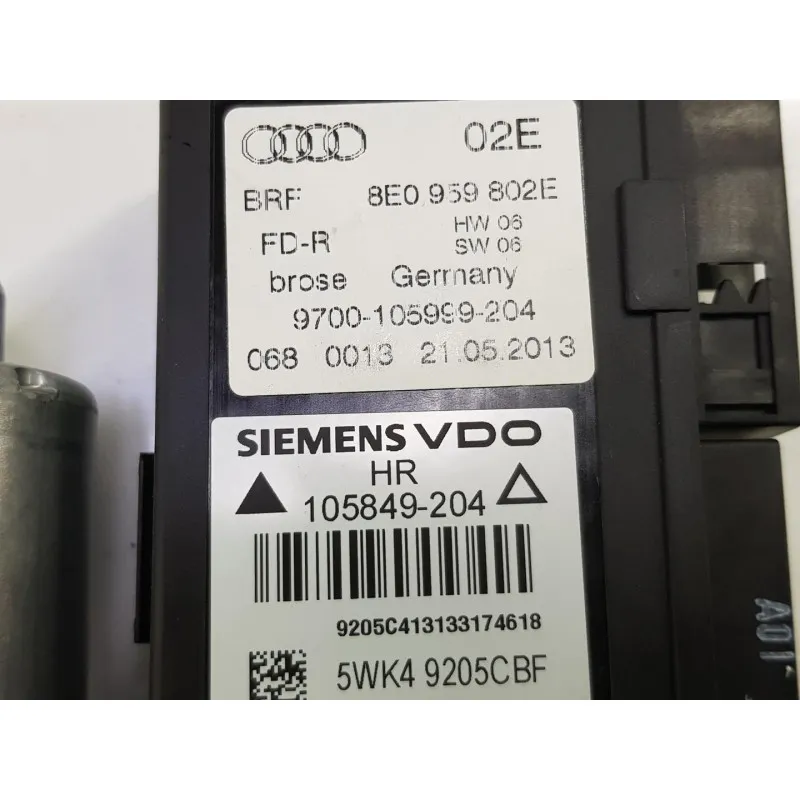 02E
BRF 8E0 959 802E
HW 06
FD-R SW 06
brose Germany
9700-105999-204
068 0013 21.05.2013
SIEMENS VDO
HR
105849-204
9205C413133174618
5WK4 9205CBF
A01